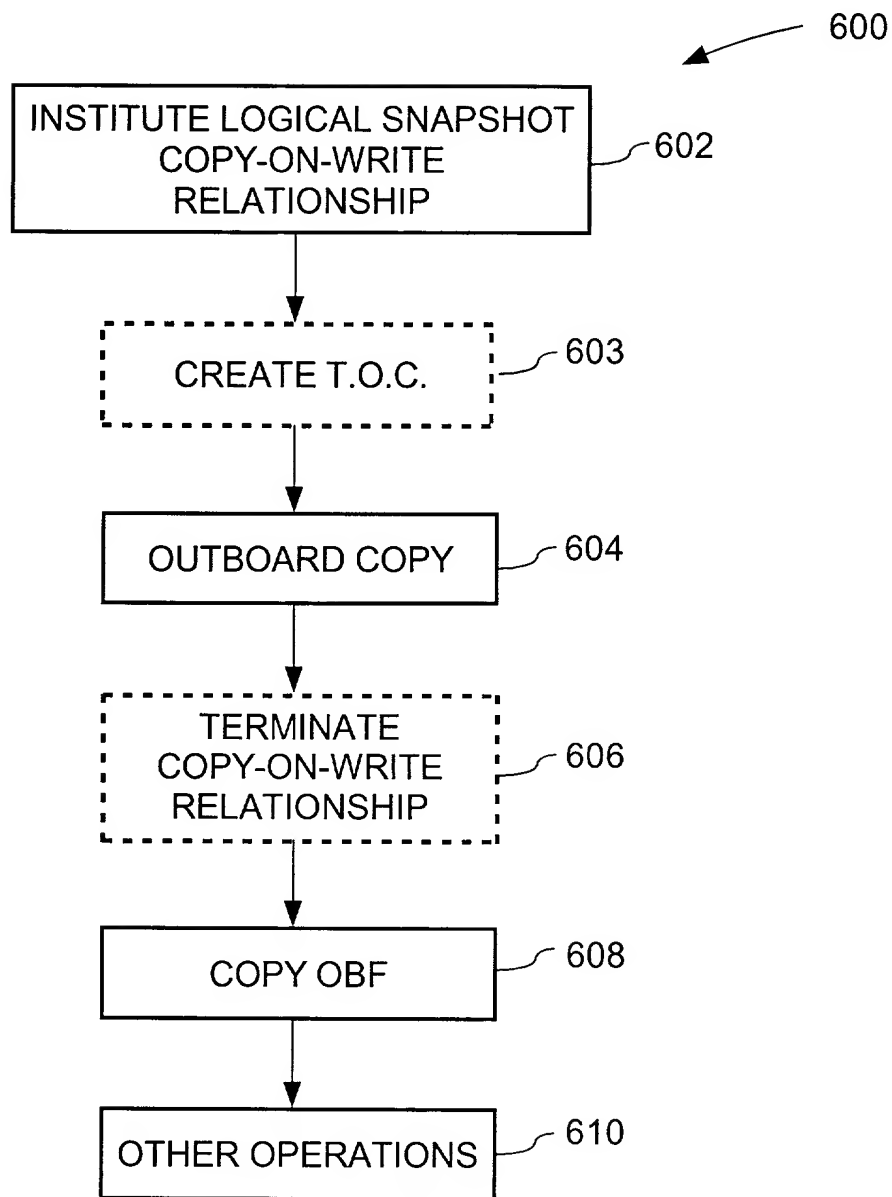 600
INSTITUTE LOGICAL SNAPSHOT
COPY-ON-WRITE
RELATIONSHIP
602
CREATE T.O.C.
603
OUTBOARD COPY
604
TERMINATE
COPY-ON-WRITE
RELATIONSHIP
606
COPY OBF
608
OTHER OPERATIONS
610